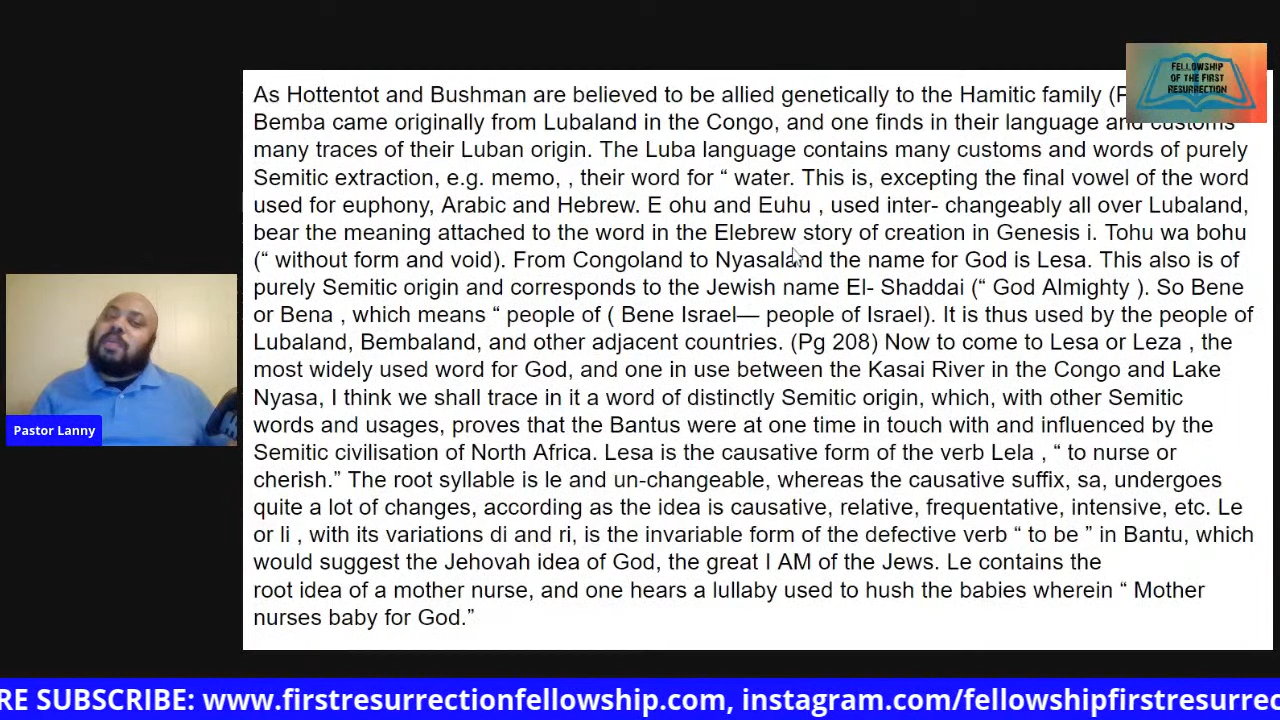 FELLOWSHIP
OF THE FIRST
RESURRECTION
As Hottentot and Bushman are believed to be allied genetically to the Hamitic family
Bemba came originally from Lubaland in the Congo, and one finds in their language and customs
many traces of their Luban origin. The Luba language contains many customs and words of purely
Semitic extraction, e.g. memo, , their word for “ water. This is, excepting the final vowel of the word
used for euphony, Arabic and Hebrew. E ohu and Euhu , used inter- changeably all over Lubaland,
bear the meaning attached to the word in the Elebrew story of creation in Genesis i. Tohu wa bohu
(“ without form and void). From Congoland to Nyasaland the name for God is Lesa. This also is of
purely Semitic origin and corresponds to the Jewish name El- Shaddai (“ God Almighty ). So Bene
or Bena , which means “ people of ( Bene Israel— people of Israel). It is thus used by the people of
Lubaland, Bembaland, and other adjacent countries. (Pg 208) Now to come to Lesa or Leza , the
most widely used word for God, and one in use between the Kasai River in the Congo and Lake
Nyasa, I think we shall trace in it a word of distinctly Semitic origin, which, with other Semitic
words and usages, proves that the Bantus were at one time in touch with and influenced by the
Semitic civilisation of North Africa. Lesa is the causative form of the verb Lela , “ to nurse or
cherish.” The root syllable is le and un-changeable, whereas the causative suffix, sa, undergoes
quite a lot of changes, according as the idea is causative, relative, frequentative, intensive, etc. Le
or li , with its variations di and ri, is the invariable form of the defective verb “ to be ” in Bantu, which
would suggest the Jehovah idea of God, the great I AM of the Jews. Le contains the
root idea of a mother nurse, and one hears a lullaby used to hush the babies wherein “ Mother
nurses baby for God.”
Pastor Lanny
RE SUBSCRIBE: www.firstresurrectionfellowship.com, instagram.com/fellowshipfirstresurrec